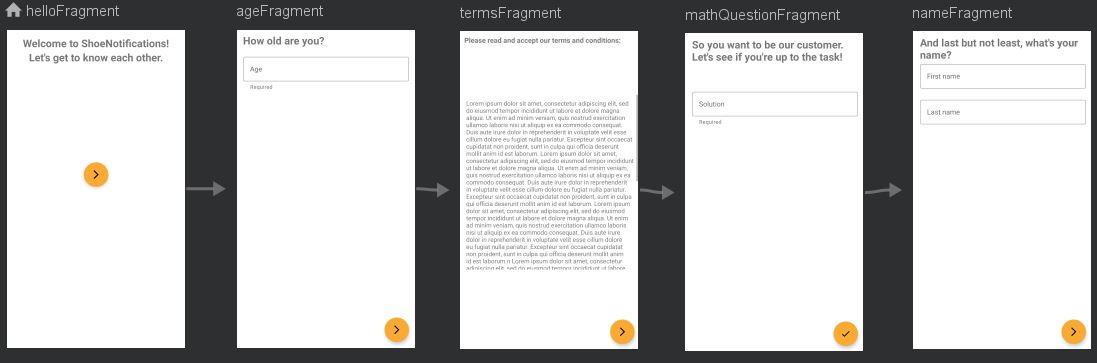 helloFragment
Welcome to ShoeNotifications!
Let's get to know each other.
ageFragment
How old are you?
Age
Required
termsFragment
Please read and accept our terms and conditions:
Lorem ipsum dolor sit amet, consectetur adipiscing elit, sed
do eiusmod tempor incididunt ut labore et dolore magna
aliqua. Ut enim ad minim veniam, quis nostrud exercitation
ullamco laboris nisi ut aliquip ex ea commodo consequat.
Duis aute irure dolor in reprehenderit in voluptate velit esse
cillum dolore eu fugiat nulla pariatur. Excepteur sint occaecat
cupidatat non proident, sunt in culpa qui officia deserunt
mollit anim id est laborum. Lorem ipsum dolor sit amet,
consectetur adipiscing elit, sed do eiusmod tempor incididunt
ut labore et dolore magna aliqua. Ut enim ad minim veniam,
quis nostrud exercitation ullamco laboris nisi ut aliquip ex ea
commodo consequat. Duis aute irure dolor in reprehenderit
in voluptate velit esse cillum dolore eu fugiat nulla pariatur.
Excepteur sint occaecat cupidatat non proident, sunt in culpa
qui officia deserunt mollit anim id est laborum. Lorem ipsum
dolor sit amet, consectetur adipiscing elit, sed do eiusmod
tempor incididunt ut labore et dolore magna aliqua. Ut enim
ad minim veniam, quis nostrud exercitation ullamco laboris
nisi ut aliquip ex ea commodo consequat. Duis aute irure
dolor in reprehenderit in voluptate velit esse cillum dolore
eu fugiat nulla pariatur. Excepteur sint occaecat cupidatat
non proident, sunt in culpa qui officia deserunt mollit anim
id est laborum.n Lorem ipsum dolor sit amet, consectetur
adipiscing elit, sed do eiusmod tempor incididunt ut labore
mathQuestionFragment
So you want to be our customer.
Let's see if you're up to the task!
Solution
Required
nameFragment
And last but not least, what's your
name?
First name
Last name